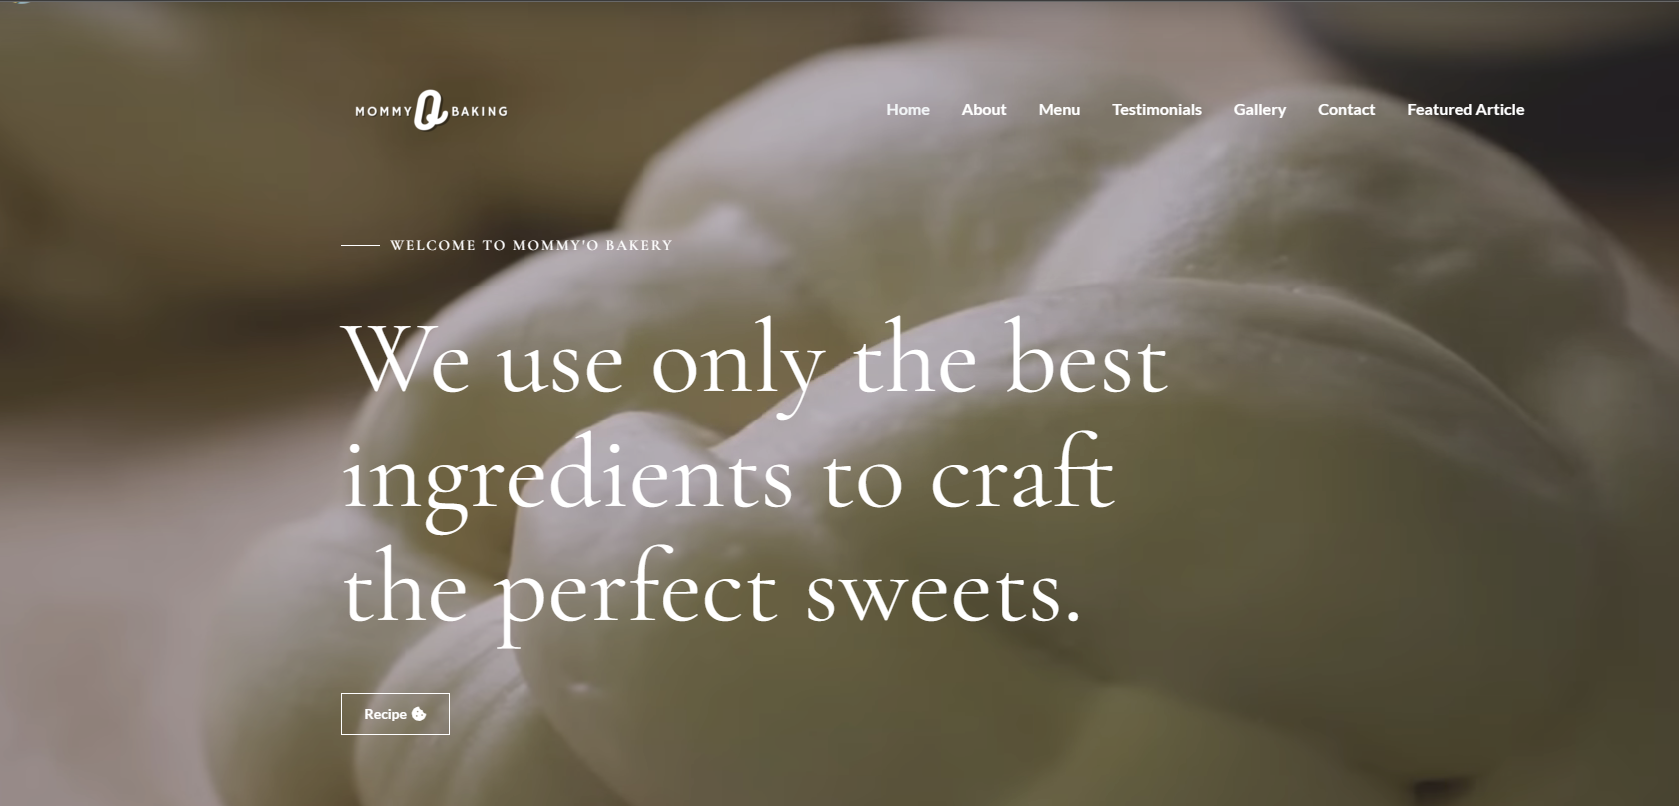 MOMMY O BAKING
Home About Menu Testimonials Gallery Contact Featured Article
WELCOME TO MOMMY'O BAKERY
We use only the best
ingredients to craft
the perfect sweets.
Recipe